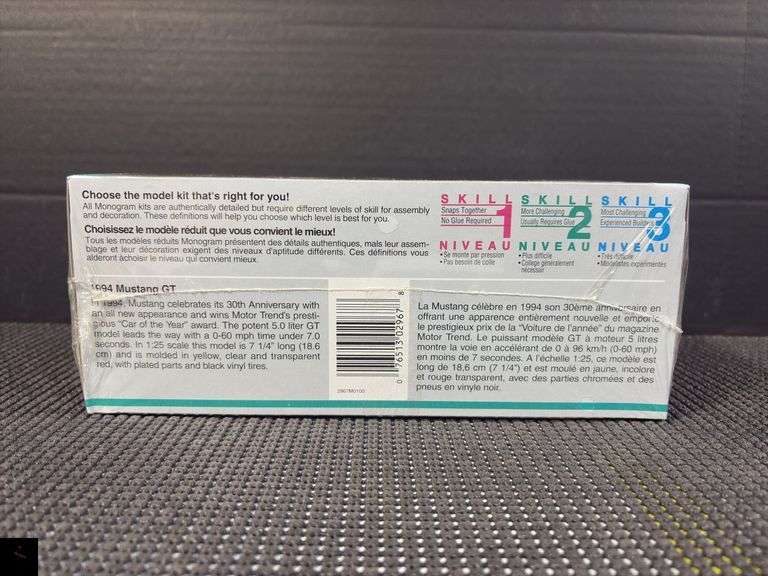 Choose the model kit that's right for you!
All Monogram kits are authentically detailed but require different levels of skill for assembly
and decoration. These definitions will help you choose which level is best for you.
Choisissez le modèle réduit que vous convient le mieux!
Tous les modèles réduits Monogram présentent des détails authentiques, mais leur assem-
blage et leur décoration exigent des niveaux d'aptitude différents. Ces définitions vous
aideront àchoisir le niveau qui convient mieux.
SKILL
Snaps Together
No Glue Required
1
NIVEAU
•Se monte par pression
•Pas besoin de colle
SKILL
More Challenging
Usually Requires Glue
2
NIVEAU
•Plus difficile
•Collage généralement
nécessaire
SKILL
Most Challenging
Experienced Builders
3
NIVEAU
•Très difficile
•Modélistes expérimentés
1994 Mustang GT
In 1994, Mustang celebrates its 30th Anniversary with
an all new appearance and wins Motor Trend's presti-
gious "Car of the Year" award. The potent 5.0 liter GT
model leads the way with a 0-60 mph time under 7.0
seconds. In 1:25 scale this model is 7 1/4" long (18.6
cm) and is molded in yellow, clear and transparent
red, with plated parts and black vinyl tires.
0 76513 02967 8
2967M0100
La Mustang célèbre en 1994 son 30ème anniversaire en
offrant une apparence entièrement nouvelle et emporte
le prestigieux prix de la "Voiture de l'année" du magazine
Motor Trend. Le puissant modèle GT à moteur 5 litres
montre la voie en accélérant de 0 à 96 km/h (0-60 mph)
en moins de 7 secondes. A l'échelle 1:25, ce modèle est
long de 18,6 cm (7 1/4") et est moulé en jaune, incolore
et rouge transparent, avec des parties chromées et des
pneus en vinyle noir.